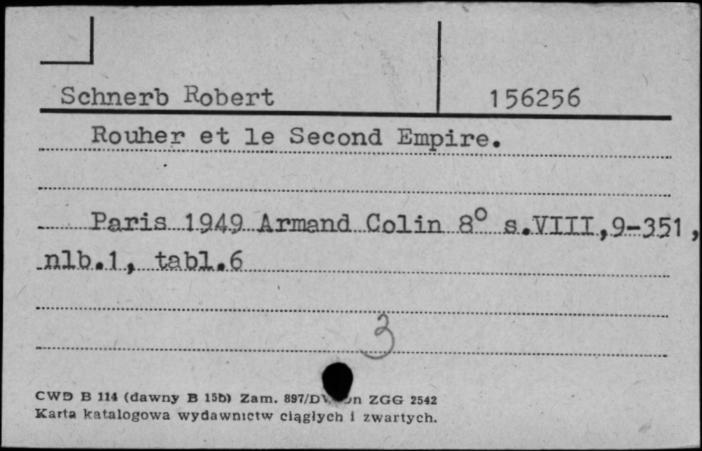 Schnerb Robert 156256
Rouher et le Second Empire.
Paris 1949 Armand Colin 8° s.VIII,9-351,
nlb.1, tabl.6
3
CWD B 114 (dawny B 15b) Zam. 897/D ZGG 2542
Karta katalogowa wydawnictw ciągłych i zwartych.